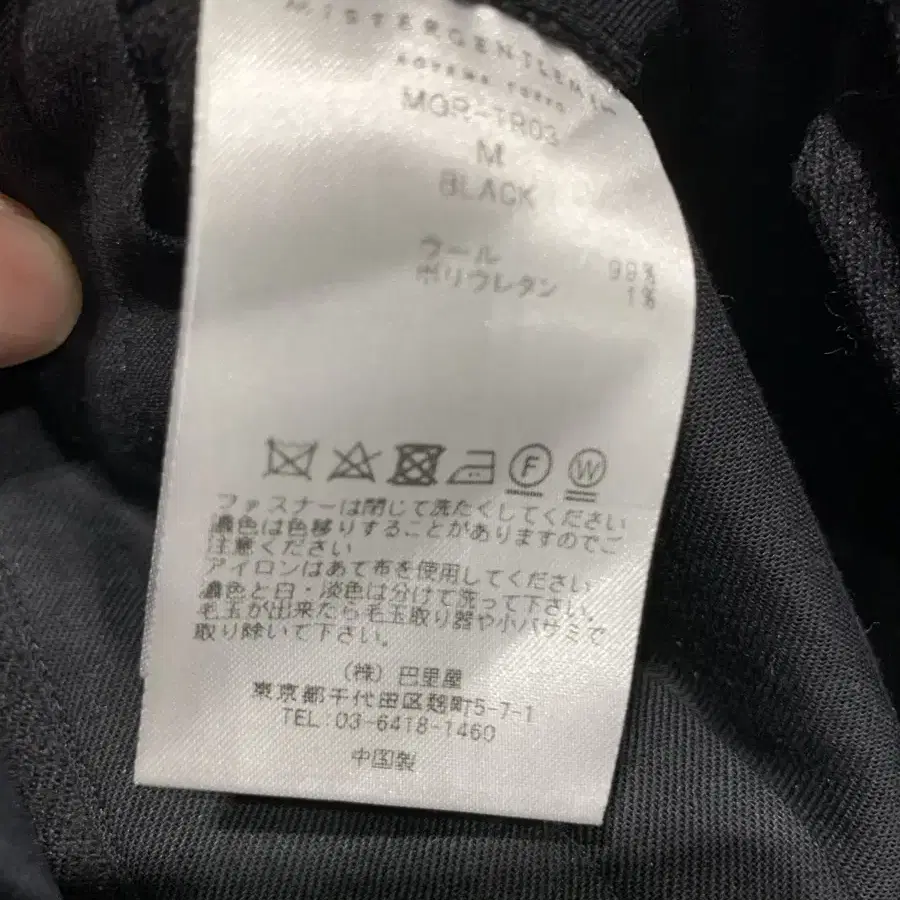 MISTERGENTLEMAN
AOYAMA TOKYO
MGR-TR03
M
BLACK
ウール 99%
ポリウレタン 1%
F W
ファスナーは閉じて洗たくしてください
濃色は色移りすることがありますのでご
注意ください
アイロンはあて布を使用してください
濃色と白・淡色は分けて洗って下さい。
毛玉が出来たら毛玉取り器や小バサミで
取り除いて下さい。
(株) 巴里屋
東京都千代田区麹町5-7-1
TEL:03-6418-1460
中国製